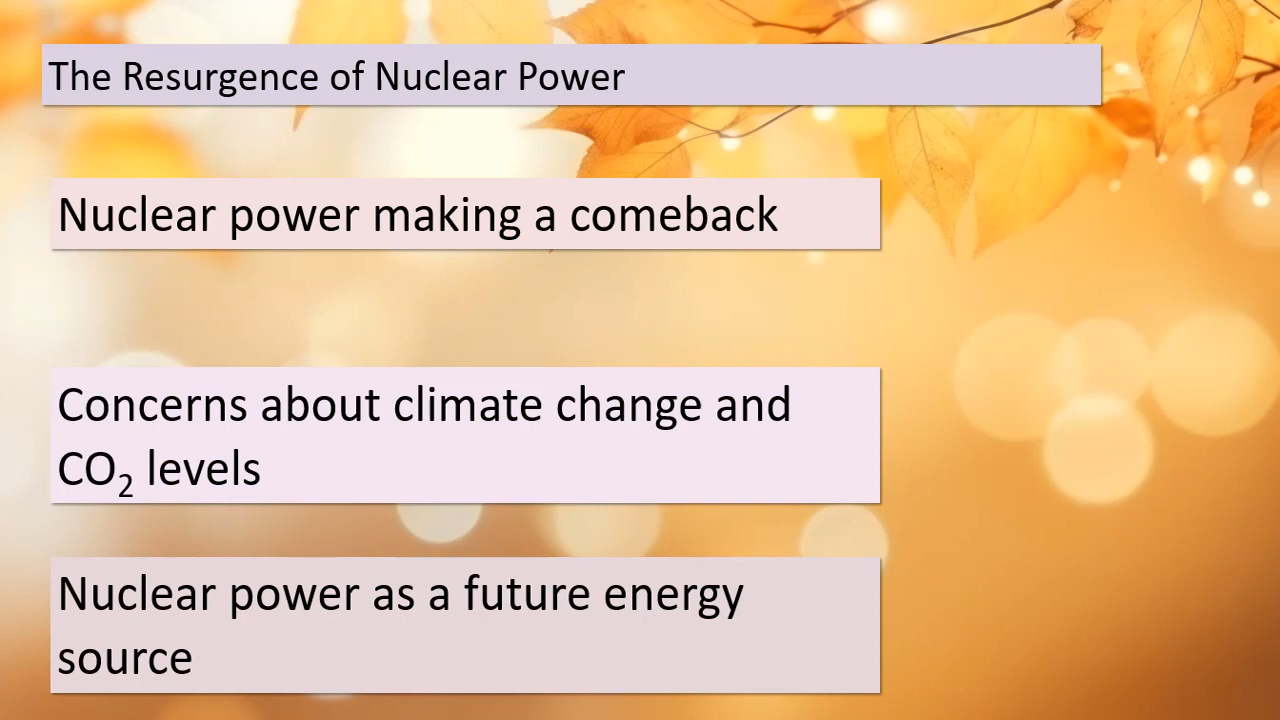 The Resurgence of Nuclear Power
Nuclear power making a comeback
Concerns about climate change and
CO₂ levels
Nuclear power as a future energy
source